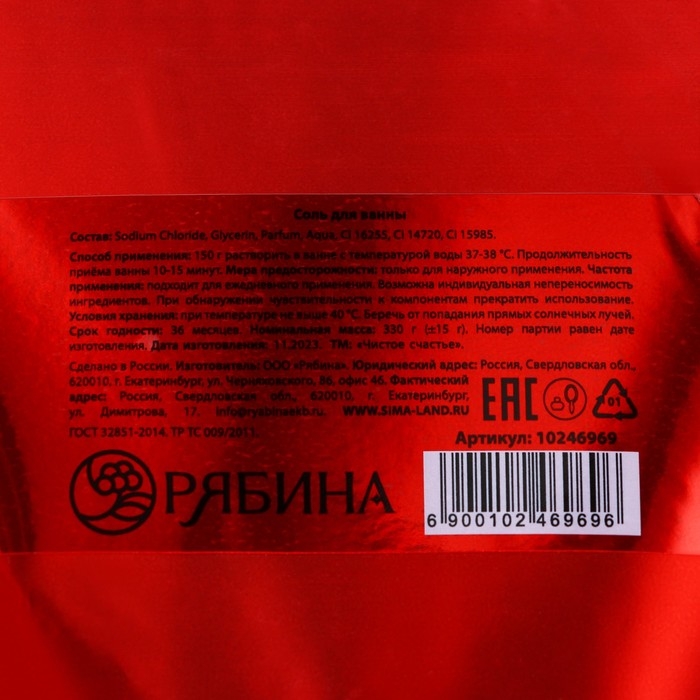 Соль для ванны
Состав: Sodium Chloride, Glycerin, Parfum, Aqua, CI 16255, CI 14720, CI 15985.
Способ применения: 150 г растворить в ванне с температурой воды 37-38 °С. Продолжительность
приёма ванны 10-15 минут. Мера предосторожности: только для наружного применения. Частота
применения: подходит для ежедневного применения. Возможна индивидуальная непереносимость
ингредиентов. При обнаружении чувствительности к компонентам прекратить использование.
Условия хранения: при температуре не выше 40 °С. Беречь от попадания прямых солнечных лучей.
Срок годности: 36 месяцев. Номинальная масса: 330 г (±15 г). Номер партии равен дате
изготовления. Дата изготовления: 11.2023. ТМ: «Чистое счастье».
Сделано в России. Изготовитель: ООО «Рябина». Юридический адрес: Россия, Свердловская обл.,
620010, г. Екатеринбург, ул. Черняховского, 86, офис 46. Фактический
адрес: Россия, Свердловская обл., 620010, г. Екатеринбург,
ул. Димитрова, 17. info@ryabinaekb.ru. WWW.SIMA-LAND.RU
ГОСТ 32851-2014. ТР ТС 009/2011.
EAC
01
Артикул: 10246969
РЯБИНА
6 900102 469696